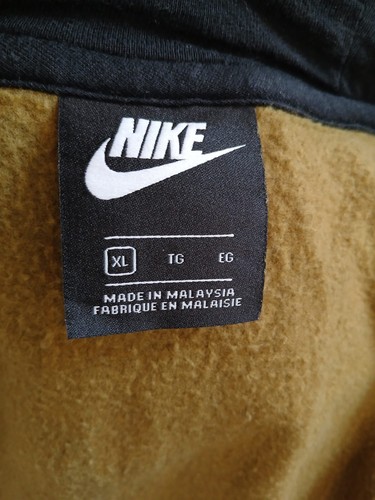 NIKE
XL TG EG
MADE IN MALAYSIA
FABRIQUE EN MALAISIE